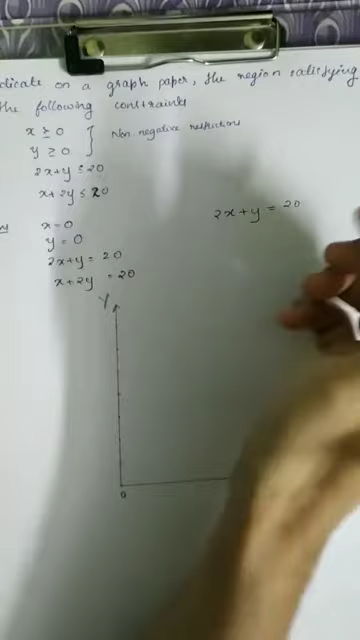 dicate on a graph paper, the region satisfying
the following constraints
x ≥ 0
y ≥ 0
Non negative restrictions
2x+y ≤ 20
x+2y ≤ 20
x=0
y=0
2x+y = 20
x+2y = 20
2x+y = 20
Y
0